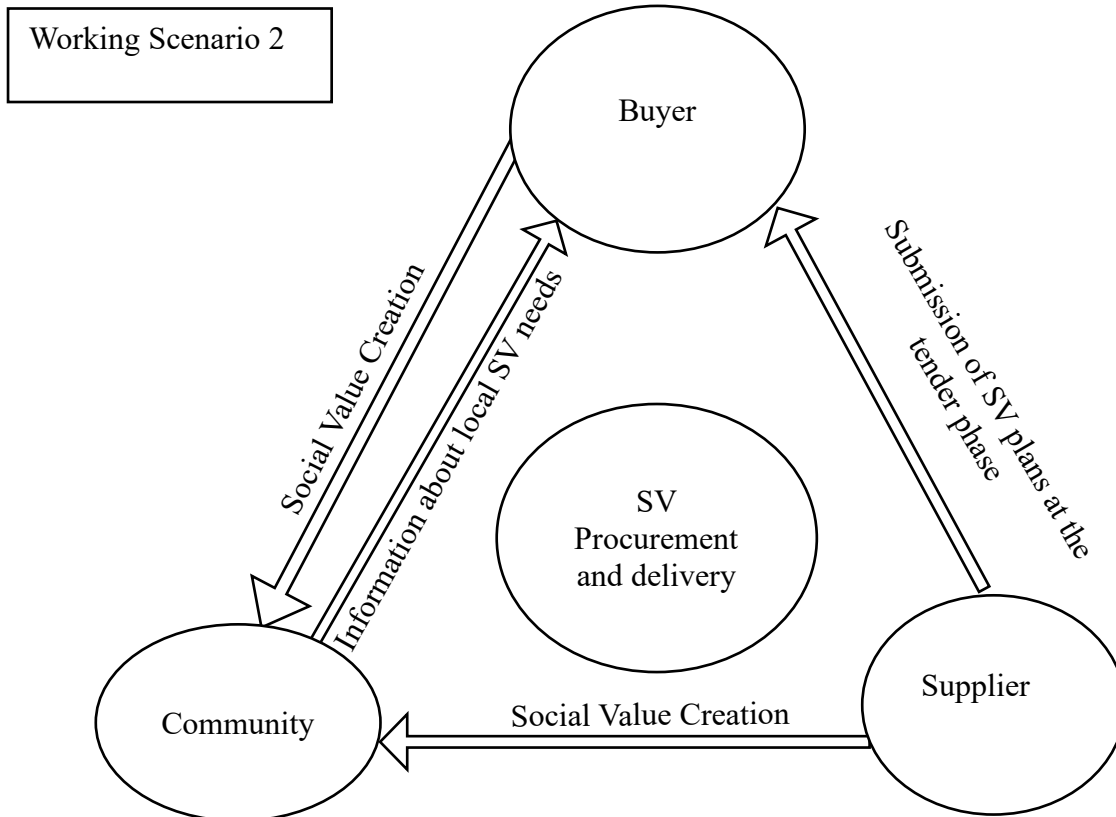 Working Scenario 2
Buyer
Social Value Creation
Information about local SV needs
Submission of SV plans at the
tender phase
SV
Procurement
and delivery
Community
Social Value Creation
Supplier